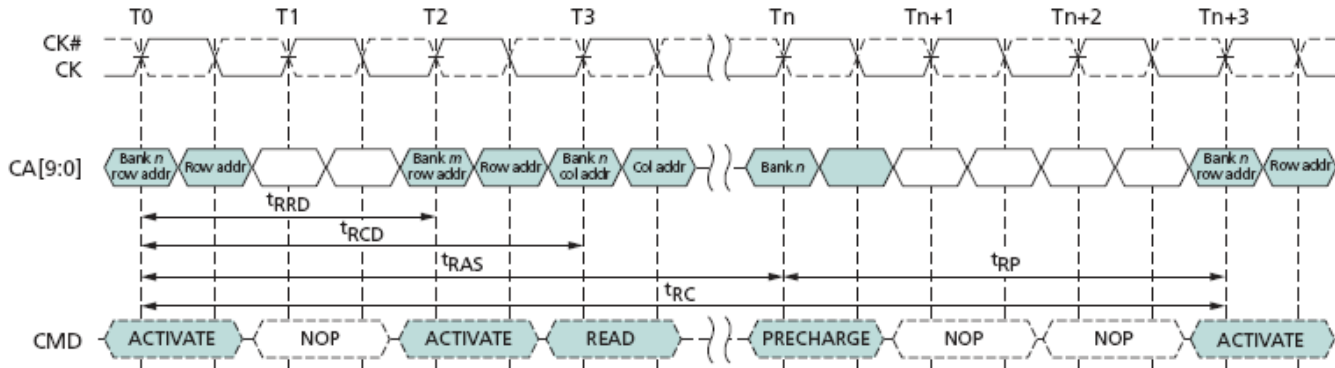 T0 T1 T2 T3 Tn Tn+1 Tn+2 Tn+3
CK#
CK
CA[9:0]
Bank n
row addr
Row addr
Bank m
row addr
Row addr
Bank n
col addr
Col addr
Bank n
Bank n
row addr
Row addr
tRRD
tRCD
tRAS
tRP
tRC
CMD ACTIVATE NOP ACTIVATE READ PRECHARGE NOP NOP ACTIVATE